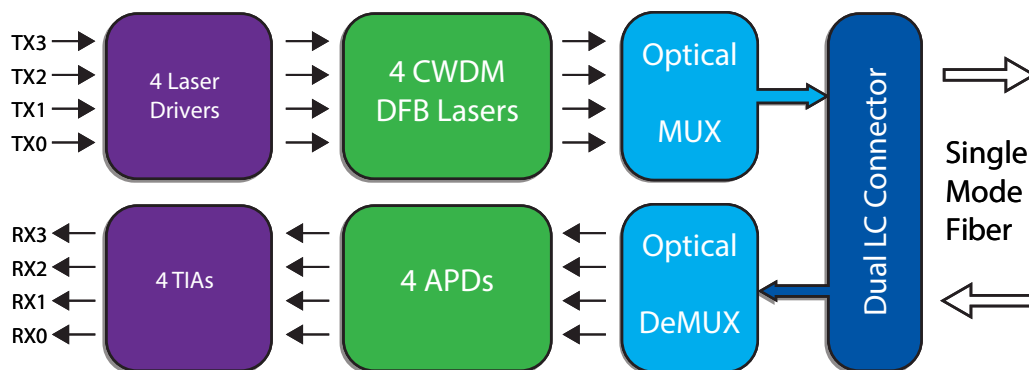 TX3
TX2
TX1
TX0
4 Laser
Drivers
4 CWDM
DFB Lasers
Optical
MUX
Dual LC Connector
Single
Mode
Fiber
RX3
RX2
RX1
RX0
4 TIAs
4 APDs
Optical
DeMUX